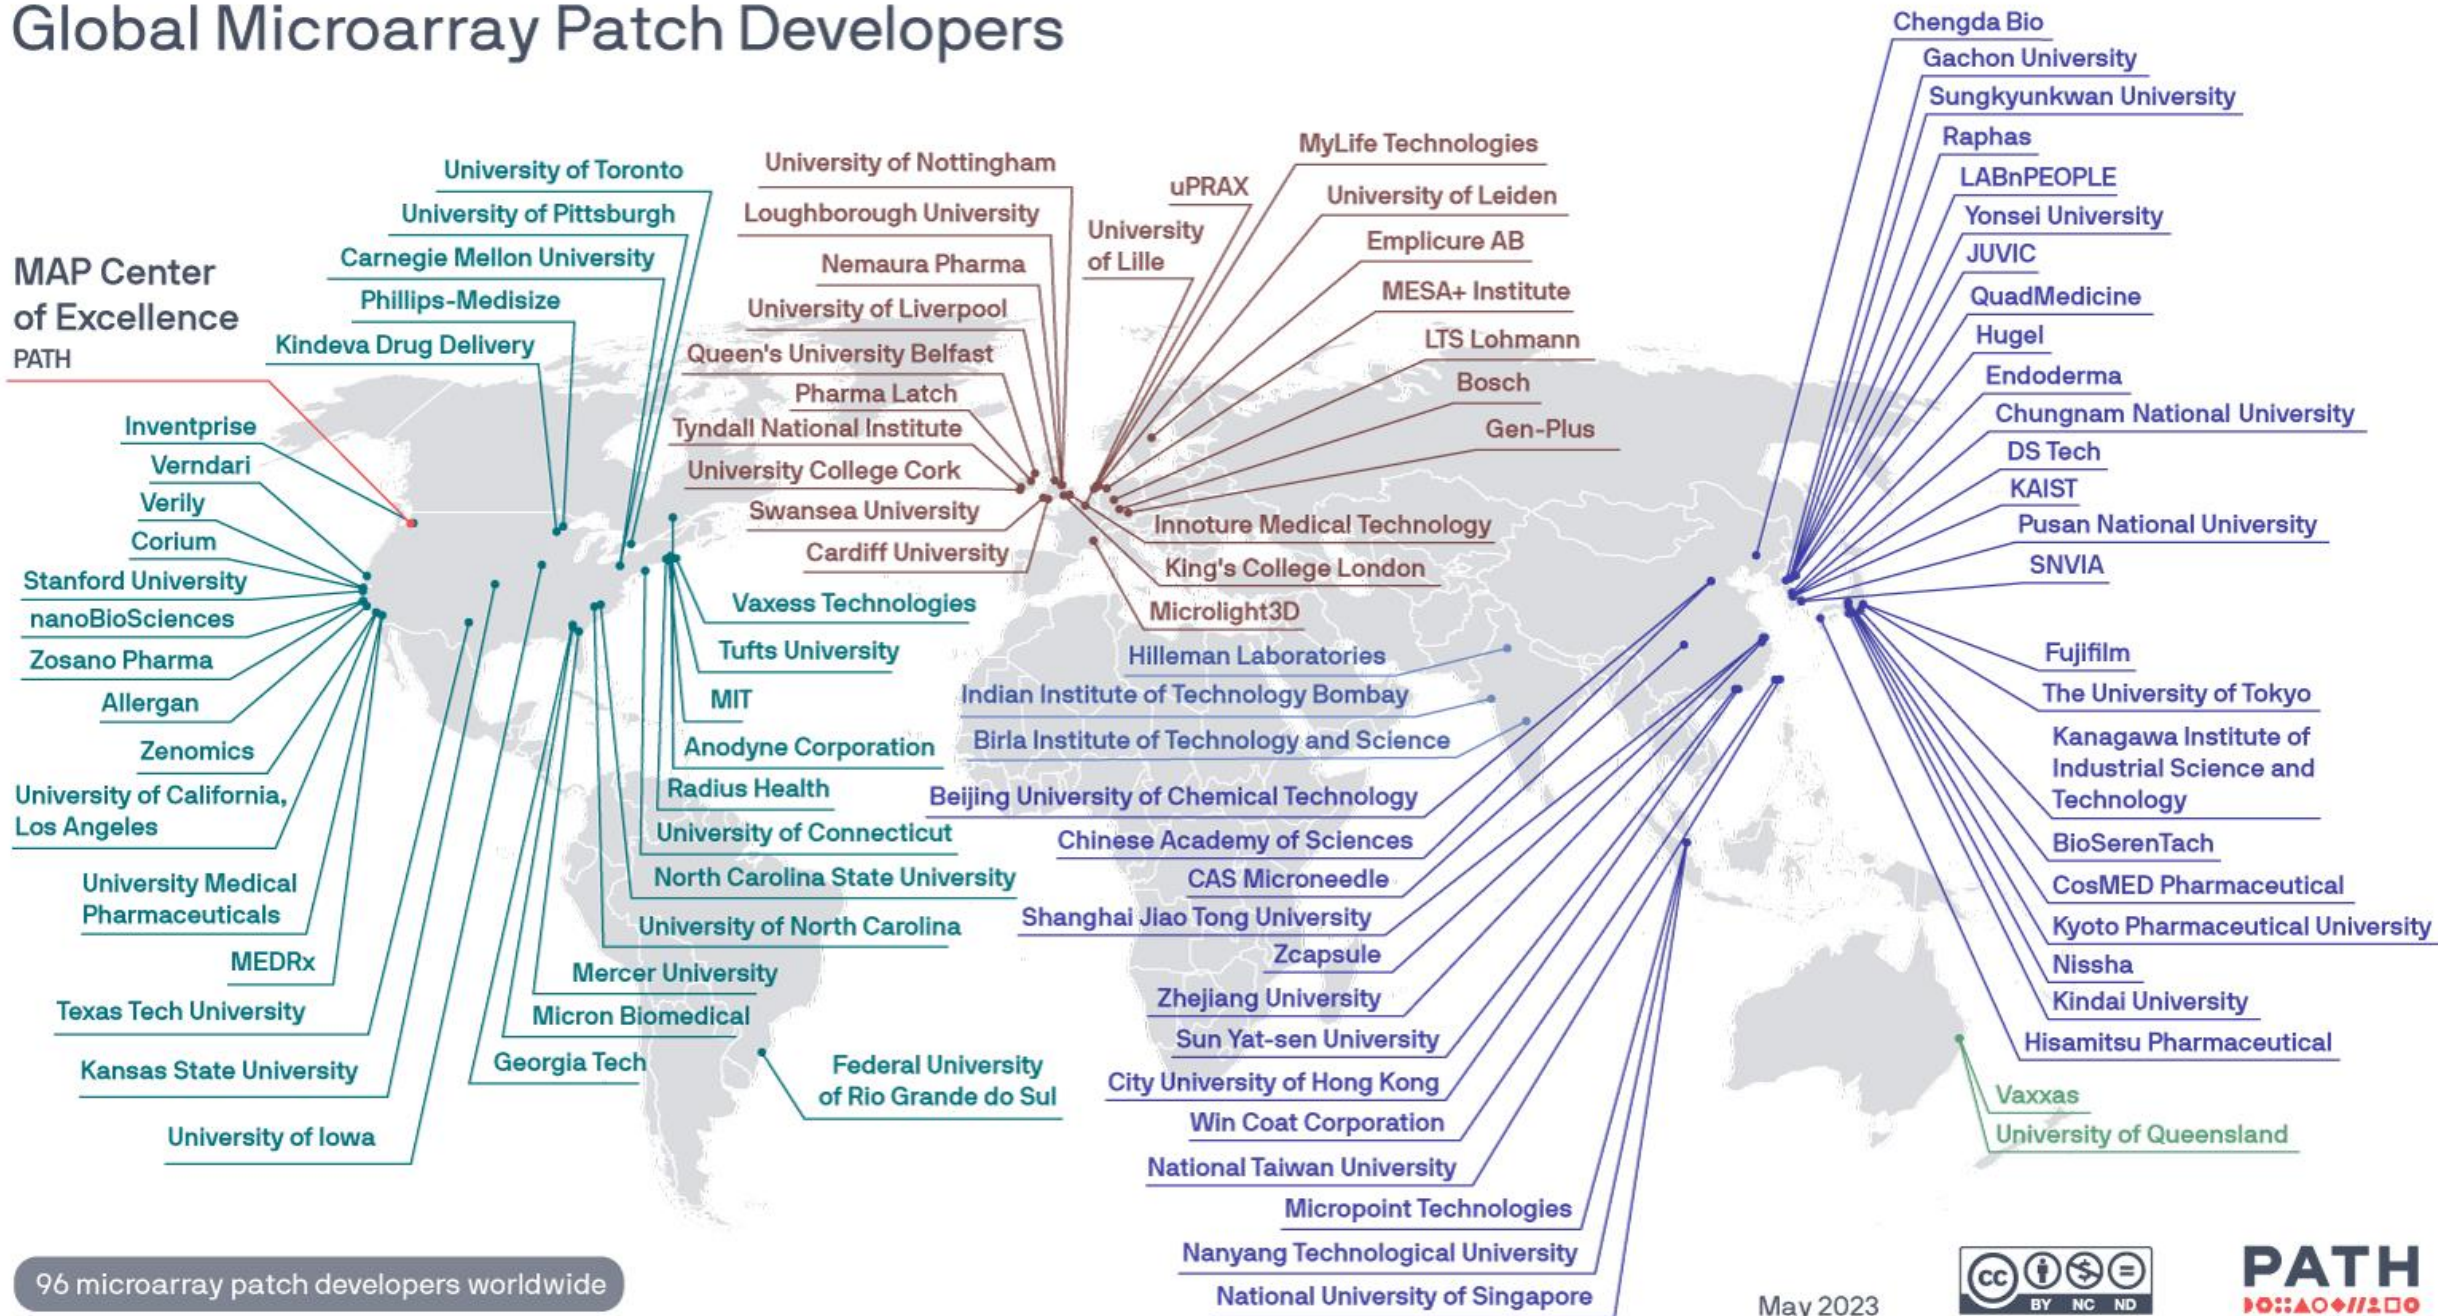 Global Microarray Patch Developers
MAP Center
of Excellence
PATH
University of Toronto
University of Pittsburgh
Carnegie Mellon University
Phillips-Medisize
Kindeva Drug Delivery
Inventprise
Verndari
Verily
Corium
Stanford University
nanoBioSciences
Zosano Pharma
Allergan
Zenomics
University of California,
Los Angeles
University Medical
Pharmaceuticals
MEDRx
Texas Tech University
Kansas State University
University of Iowa
Vaxess Technologies
Tufts University
MIT
Anodyne Corporation
Radius Health
University of Connecticut
North Carolina State University
University of North Carolina
Mercer University
Micron Biomedical
Georgia Tech
Federal University
of Rio Grande do Sul
University of Nottingham
Loughborough University
Nemaura Pharma
University of Liverpool
Queen's University Belfast
Pharma Latch
Tyndall National Institute
University College Cork
Swansea University
Cardiff University
University
of Lille
uPRAX
MyLife Technologies
University of Leiden
Emplicure AB
MESA+ Institute
LTS Lohmann
Bosch
Gen-Plus
Innoture Medical Technology
King's College London
Microlight3D
Hilleman Laboratories
Indian Institute of Technology Bombay
Birla Institute of Technology and Science
Beijing University of Chemical Technology
Chinese Academy of Sciences
CAS Microneedle
Shanghai Jiao Tong University
Zcapsule
Zhejiang University
Sun Yat-sen University
City University of Hong Kong
Win Coat Corporation
National Taiwan University
Micropoint Technologies
Nanyang Technological University
National University of Singapore
Chengda Bio
Gachon University
Sungkyunkwan University
Raphas
LABnPEOPLE
Yonsei University
JUVIC
QuadMedicine
Hugel
Endoderma
Chungnam National University
DS Tech
KAIST
Pusan National University
SNVIA
Fujifilm
The University of Tokyo
Kanagawa Institute of
Industrial Science and
Technology
BioSerenTach
CosMED Pharmaceutical
Kyoto Pharmaceutical University
Nissha
Kindai University
Hisamitsu Pharmaceutical
Vaxxas
University of Queensland
96 microarray patch developers worldwide
May 2023
cc
BY NC ND
PATH